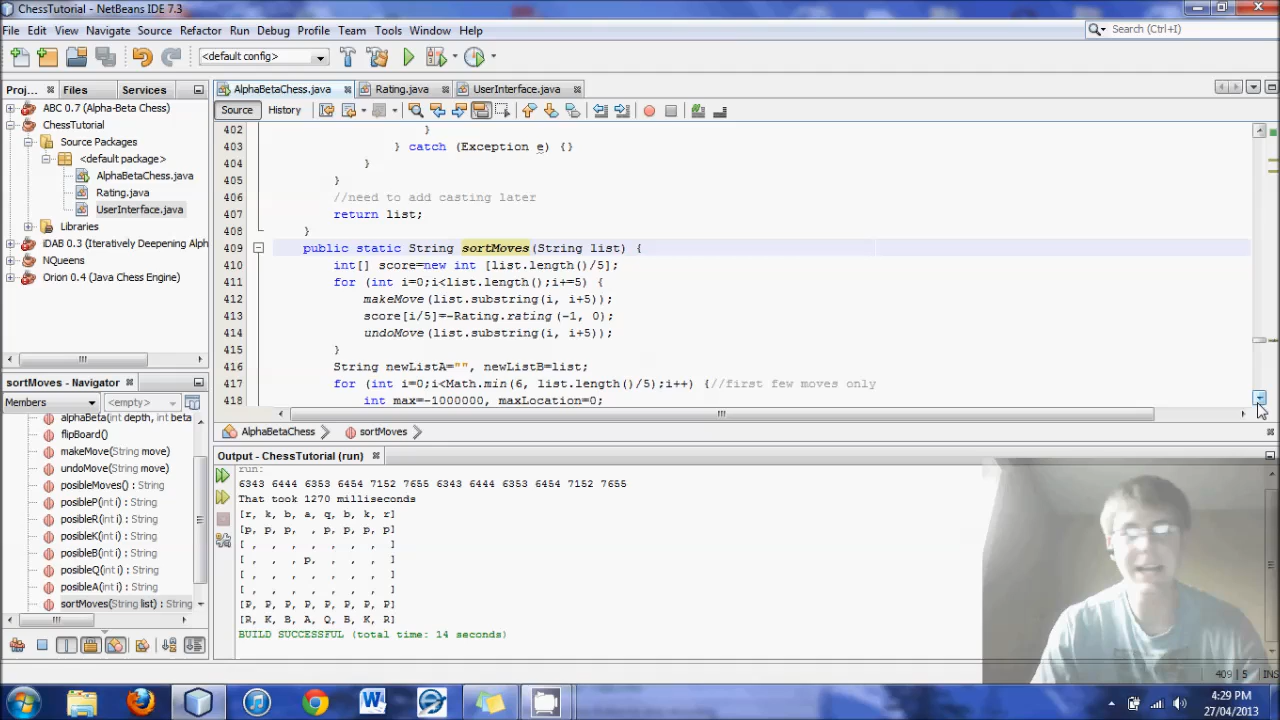 ChessTutorial - NetBeans IDE 7.3
File Edit View Navigate Source Refactor Run Debug Profile Team Tools Window Help
Search (Ctrl+I)
<default config>
Proj... Files Services
AlphaBetaChess.java Rating.java UserInterface.java
Source History
ABC 0.7 (Alpha-Beta Chess)
ChessTutorial
Source Packages
<default package>
AlphaBetaChess.java
Rating.java
UserInterface.java
Libraries
iDAB 0.3 (Iteratively Deepening Alph
NQueens
Orion 0.4 (Java Chess Engine)
402 }
403 } catch (Exception e) {}
404 }
405 }
406 //need to add casting later
407 return list;
408 }
409 public static String sortMoves(String list) {
410 int[] score=new int [list.length()/5];
411 for (int i=0;i<list.length();i+=5) {
412 makeMove(list.substring(i, i+5));
413 score[i/5]=-Rating.rating(-1, 0);
414 undoMove(list.substring(i, i+5));
415 }
416 String newListA="", newListB=list;
417 for (int i=0;i<Math.min(6, list.length()/5);i++) {//first few moves only
418 int max=-1000000, maxLocation=0;
AlphaBetaChess sortMoves
sortMoves - Navigator
Members <empty>
alphaBeta(int depth, int beta
flipBoard()
makeMove(String move)
undoMove(String move)
posibleMoves() : String
posibleP(int i) : String
posibleR(int i) : String
posibleK(int i) : String
posibleB(int i) : String
posibleQ(int i) : String
posibleA(int i) : String
sortMoves(String list) : String
Output - ChessTutorial (run)
run:
6343 6444 6353 6454 7152 7655 6343 6444 6353 6454 7152 7655
That took 1270 milliseconds
[r, k, b, a, q, b, k, r]
[p, p, p, , p, p, p, p]
[ , , , , , , , ]
[ , , , p, , , , ]
[ , , , , , , , ]
[ , , , , , , , ]
[P, P, P, P, P, P, P, P]
[R, K, B, A, Q, B, K, R]
BUILD SUCCESSFUL (total time: 14 seconds)
409 | 5 INS
4:29 PM
27/04/2013